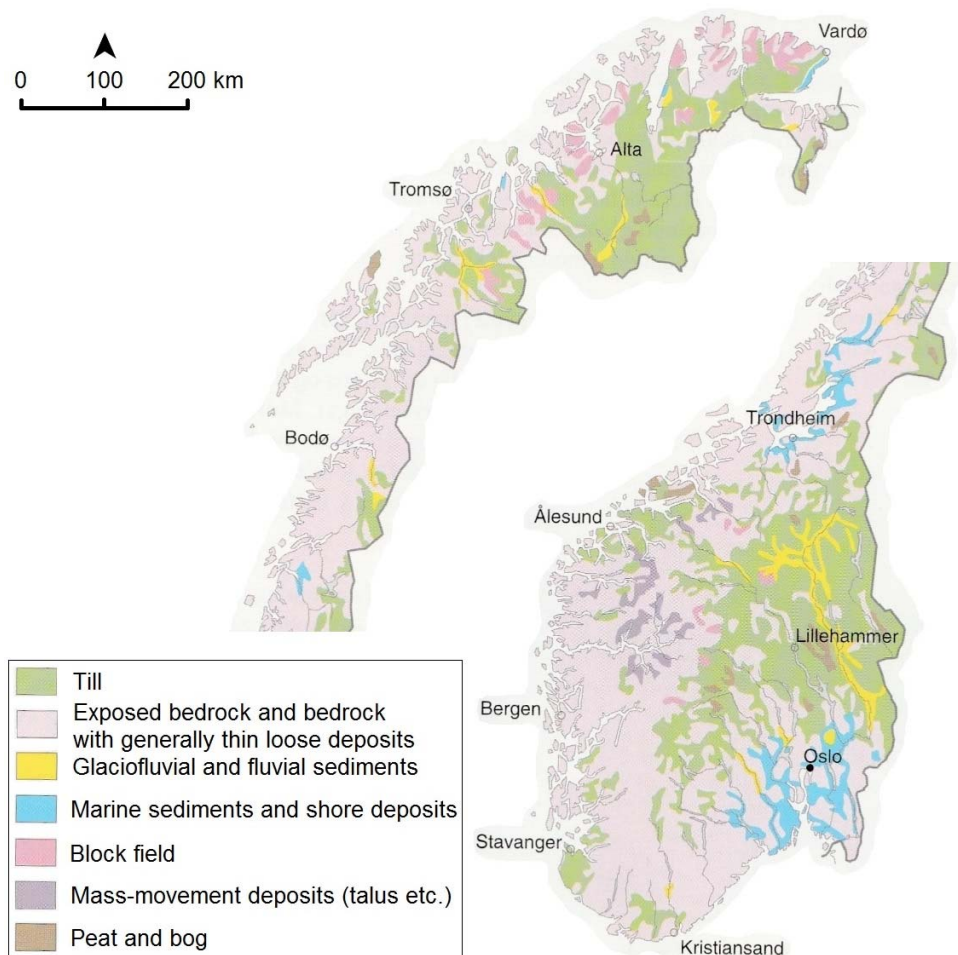 Vardø
0 100 200 km
Alta
Tromsø
Trondheim
Bodø
Ålesund
Lillehammer
Bergen
Oslo
Stavanger
Kristiansand
Till
Exposed bedrock and bedrock
with generally thin loose deposits
Glaciofluvial and fluvial sediments
Marine sediments and shore deposits
Block field
Mass-movement deposits (talus etc.)
Peat and bog